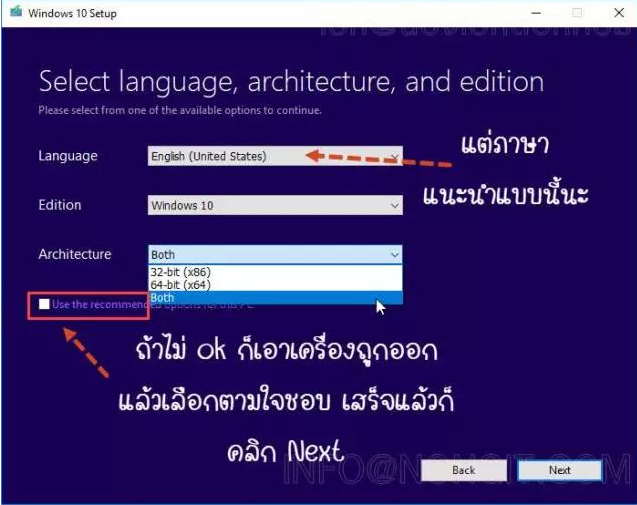 Windows 10 Setup
Select language, architecture, and edition
Please select from one of the available options to continue.
Language
English (United States)
แต่ภาษา
แนะนำแบบนี้นะ
Edition
Windows 10
Architecture
Both
32-bit (x86)
64-bit (x64)
Both
Use the recommended options for this PC
ถ้าไม่ ok ก็เอาเครื่องถูกออก
แล้วเลือกตามใจชอบ เสร็จแล้วก็
คลิก Next
INFO@NONGIT.COM
Back
Next